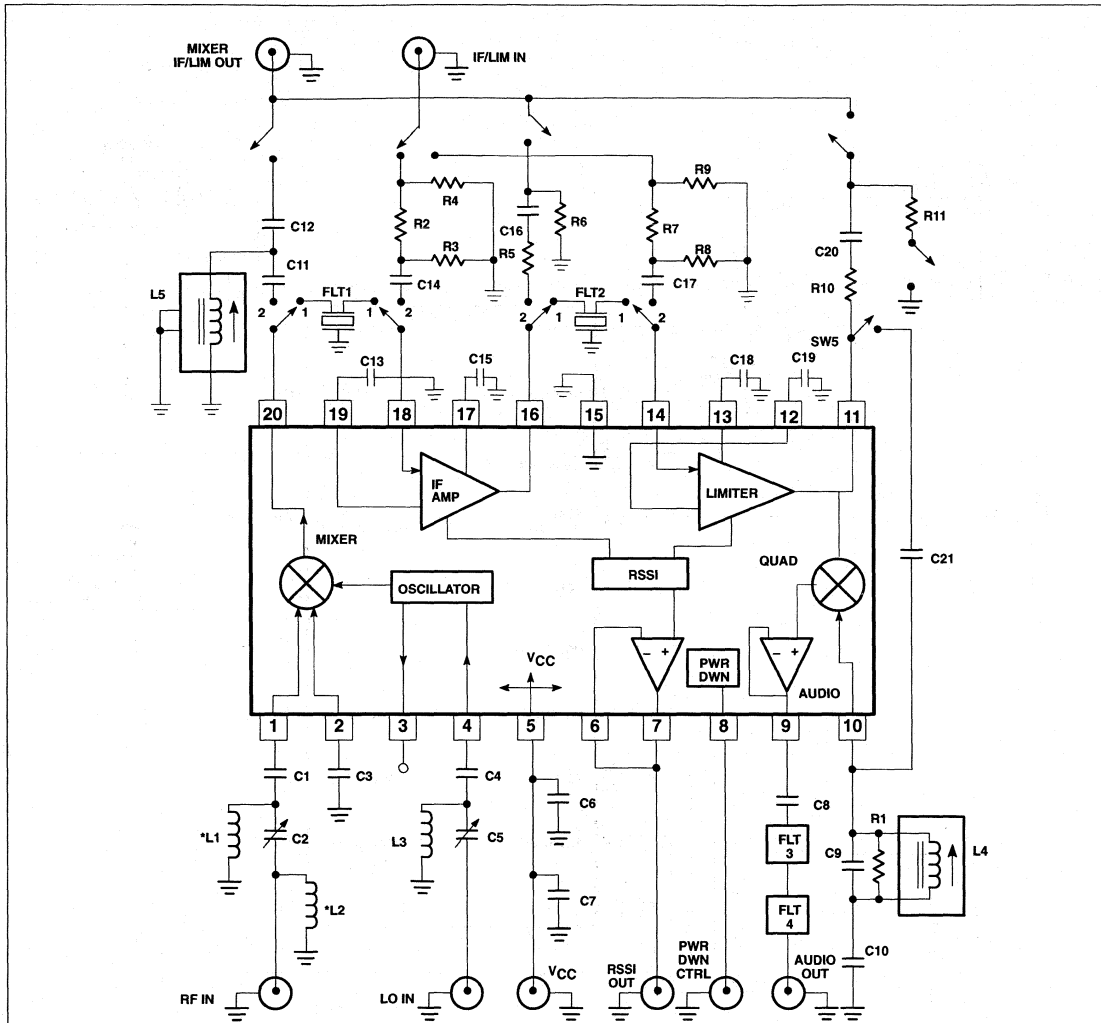 MIXER
IF/LIM OUT
IF/LIM IN
R4
R9
R2
R6
R11
C12
C16
R7
R3
R5
R8
C20
C11
C14
C17
L5
FLT1
FLT2
R10
2
1
1
2
2
1
1
2
SW5
C13
C15
C18
C19
20
19
18
17
16
15
14
13
12
11
IF
AMP
LIMITER
MIXER
QUAD
C21
RSSI
OSCILLATOR
VCC
− +
PWR
DWN
− +
AUDIO
1
2
3
4
5
6
7
8
9
10
C1
C3
C4
C6
C8
R1
*L1
C2
L3
C5
FLT
3
C9
L4
C7
*L2
FLT
4
C10
RF IN
LO IN
VCC
RSSI
OUT
PWR
DWN
CTRL
AUDIO
OUT